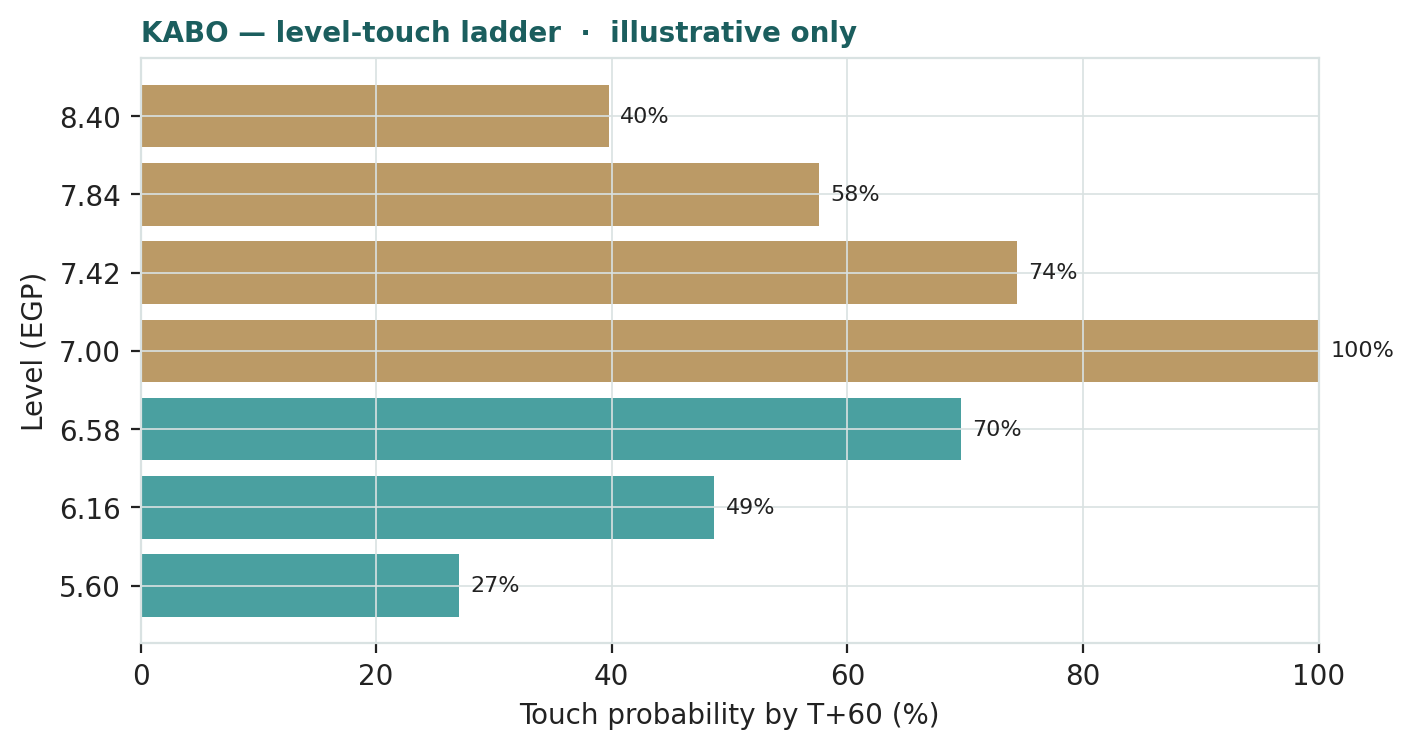 KABO — level-touch ladder · illustrative only
Level (EGP)
8.40 40%
7.84 58%
7.42 74%
7.00 100%
6.58 70%
6.16 49%
5.60 27%
0 20 40 60 80 100
Touch probability by T+60 (%)